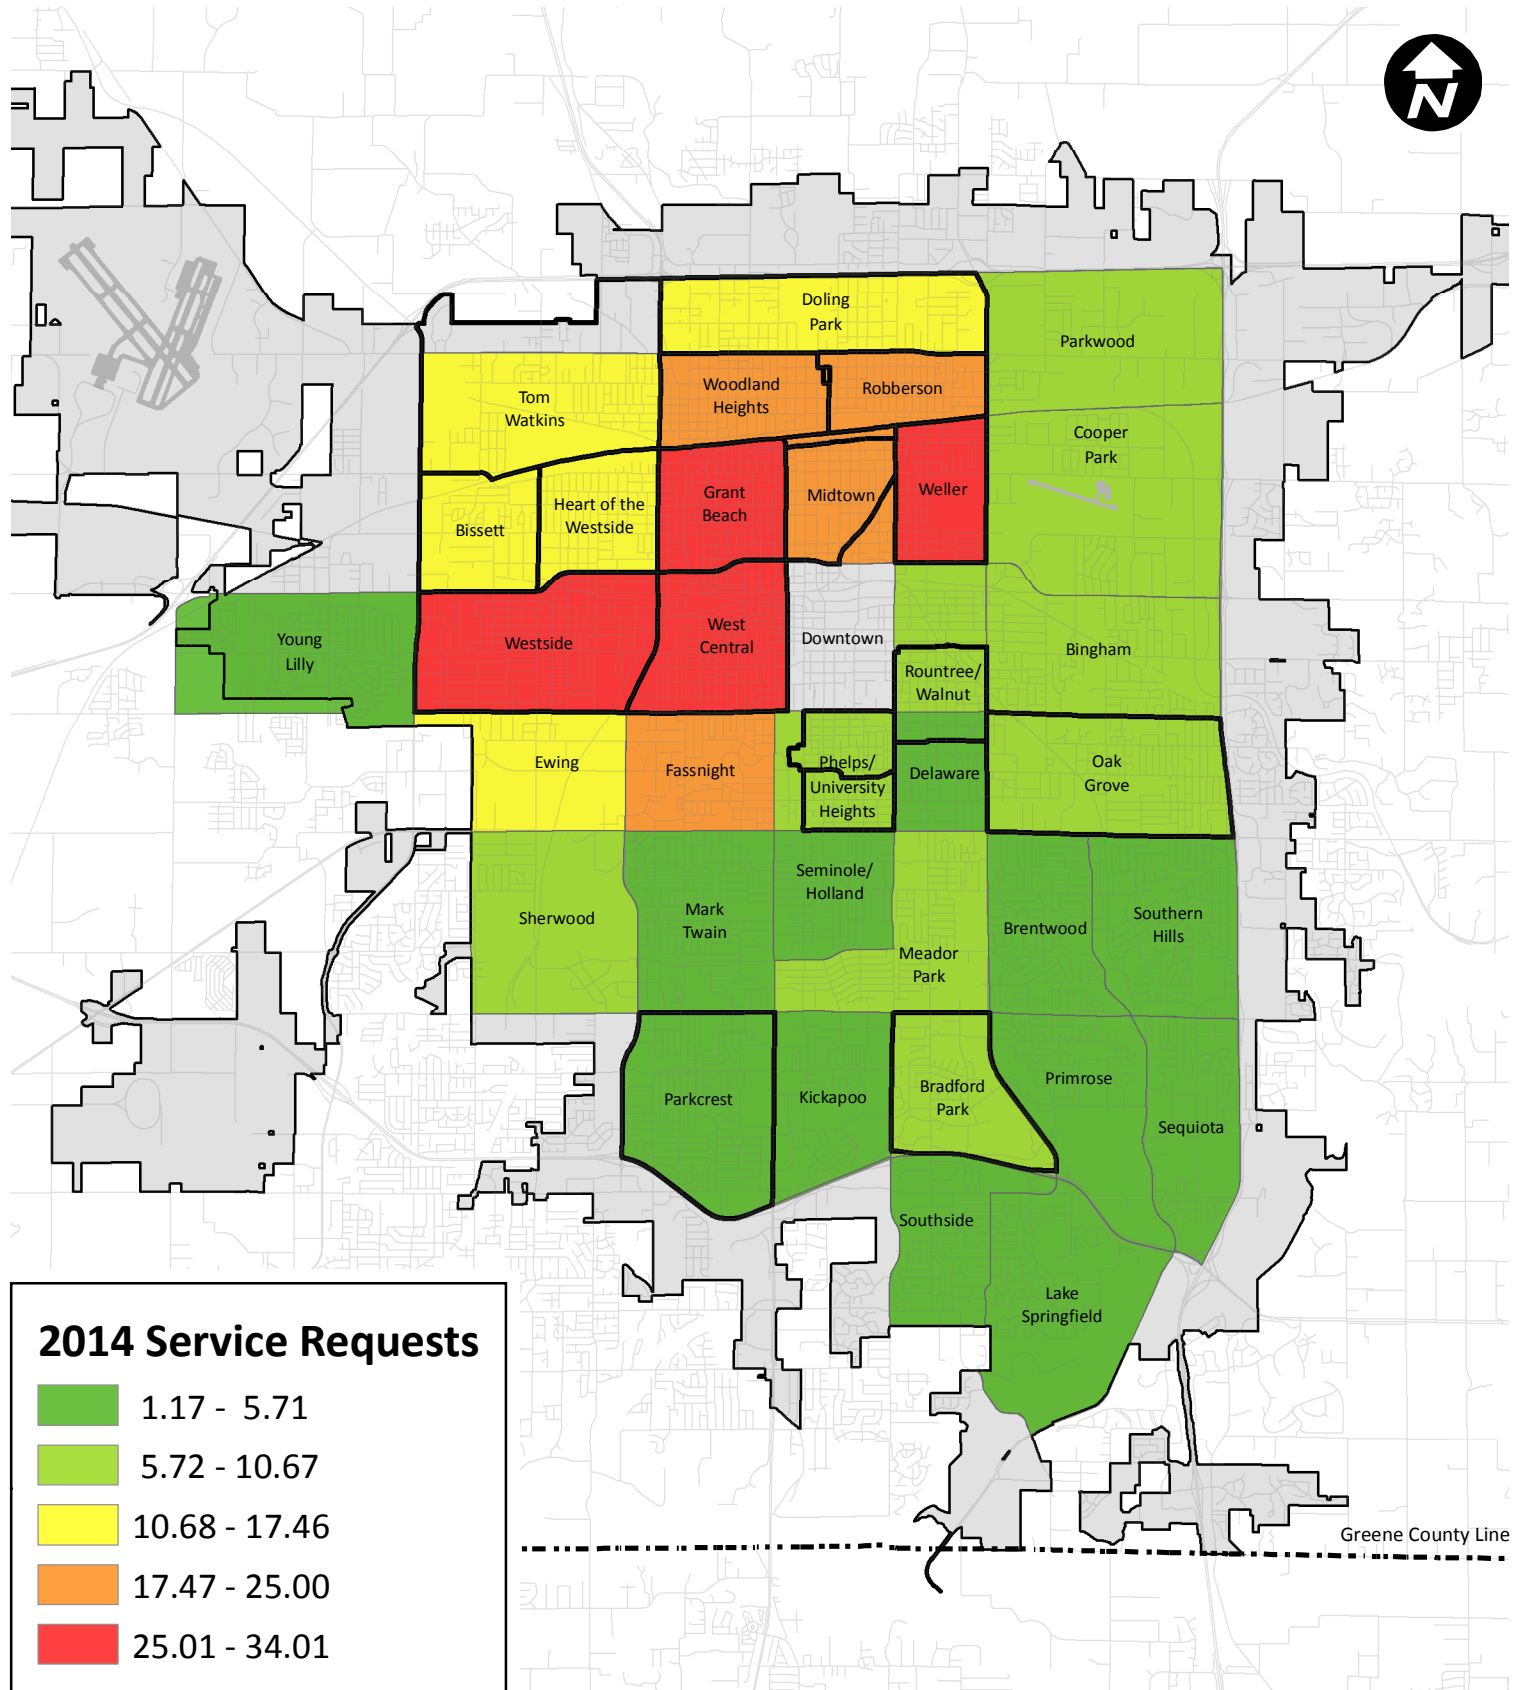 N
Doling
Park
Parkwood
Woodland
Heights
Robberson
Tom
Watkins
Cooper
Park
Grant
Beach
Midtown
Weller
Heart of the
Westside
Bissett
Young
Lilly
Westside
West
Central
Downtown
Bingham
Rountree/
Walnut
Ewing
Fassnight
Phelps/
University
Heights
Delaware
Oak
Grove
Sherwood
Mark
Twain
Seminole/
Holland
Meador
Park
Brentwood
Southern
Hills
Parkcrest
Kickapoo
Bradford
Park
Primrose
Sequiota
Southside
Lake
Springfield
2014 Service Requests
1.17 - 5.71
5.72 - 10.67
10.68 - 17.46
17.47 - 25.00
25.01 - 34.01
Greene County Line